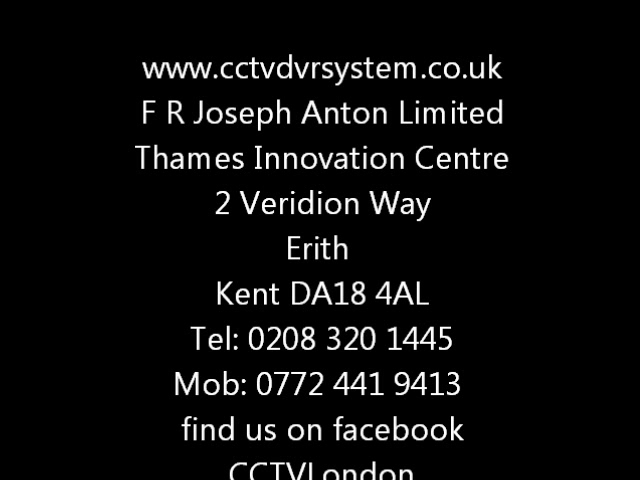 www.cctvdvrsystem.co.uk
F R Joseph Anton Limited
Thames Innovation Centre
2 Veridion Way
Erith
Kent DA18 4AL
Tel: 0208 320 1445
Mob: 0772 441 9413
find us on facebook
CCTVLondon